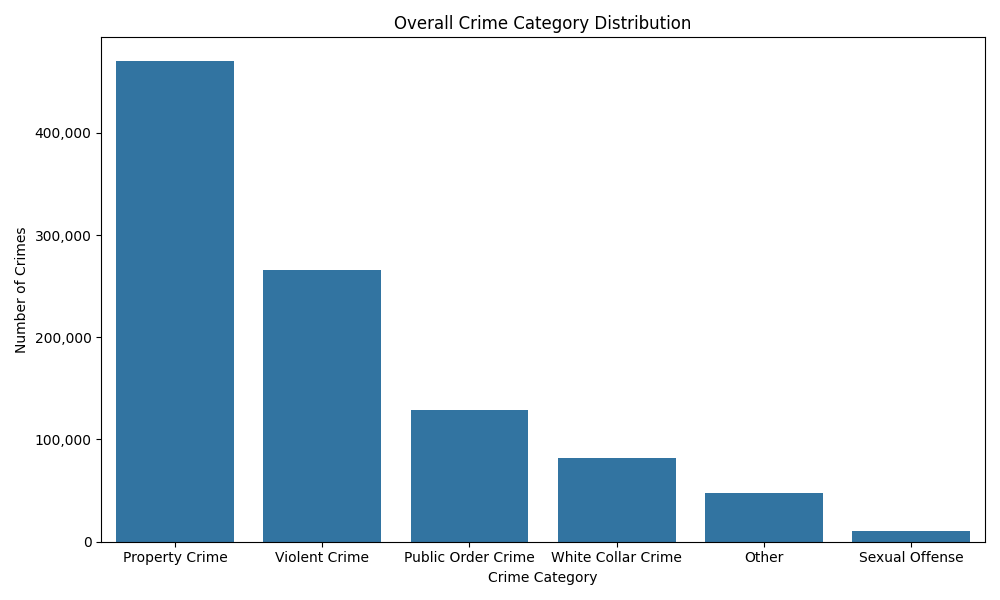 Overall Crime Category Distribution
Number of Crimes
400,000
300,000
200,000
100,000
0
Property Crime
Violent Crime
Public Order Crime
White Collar Crime
Other
Sexual Offense
Crime Category